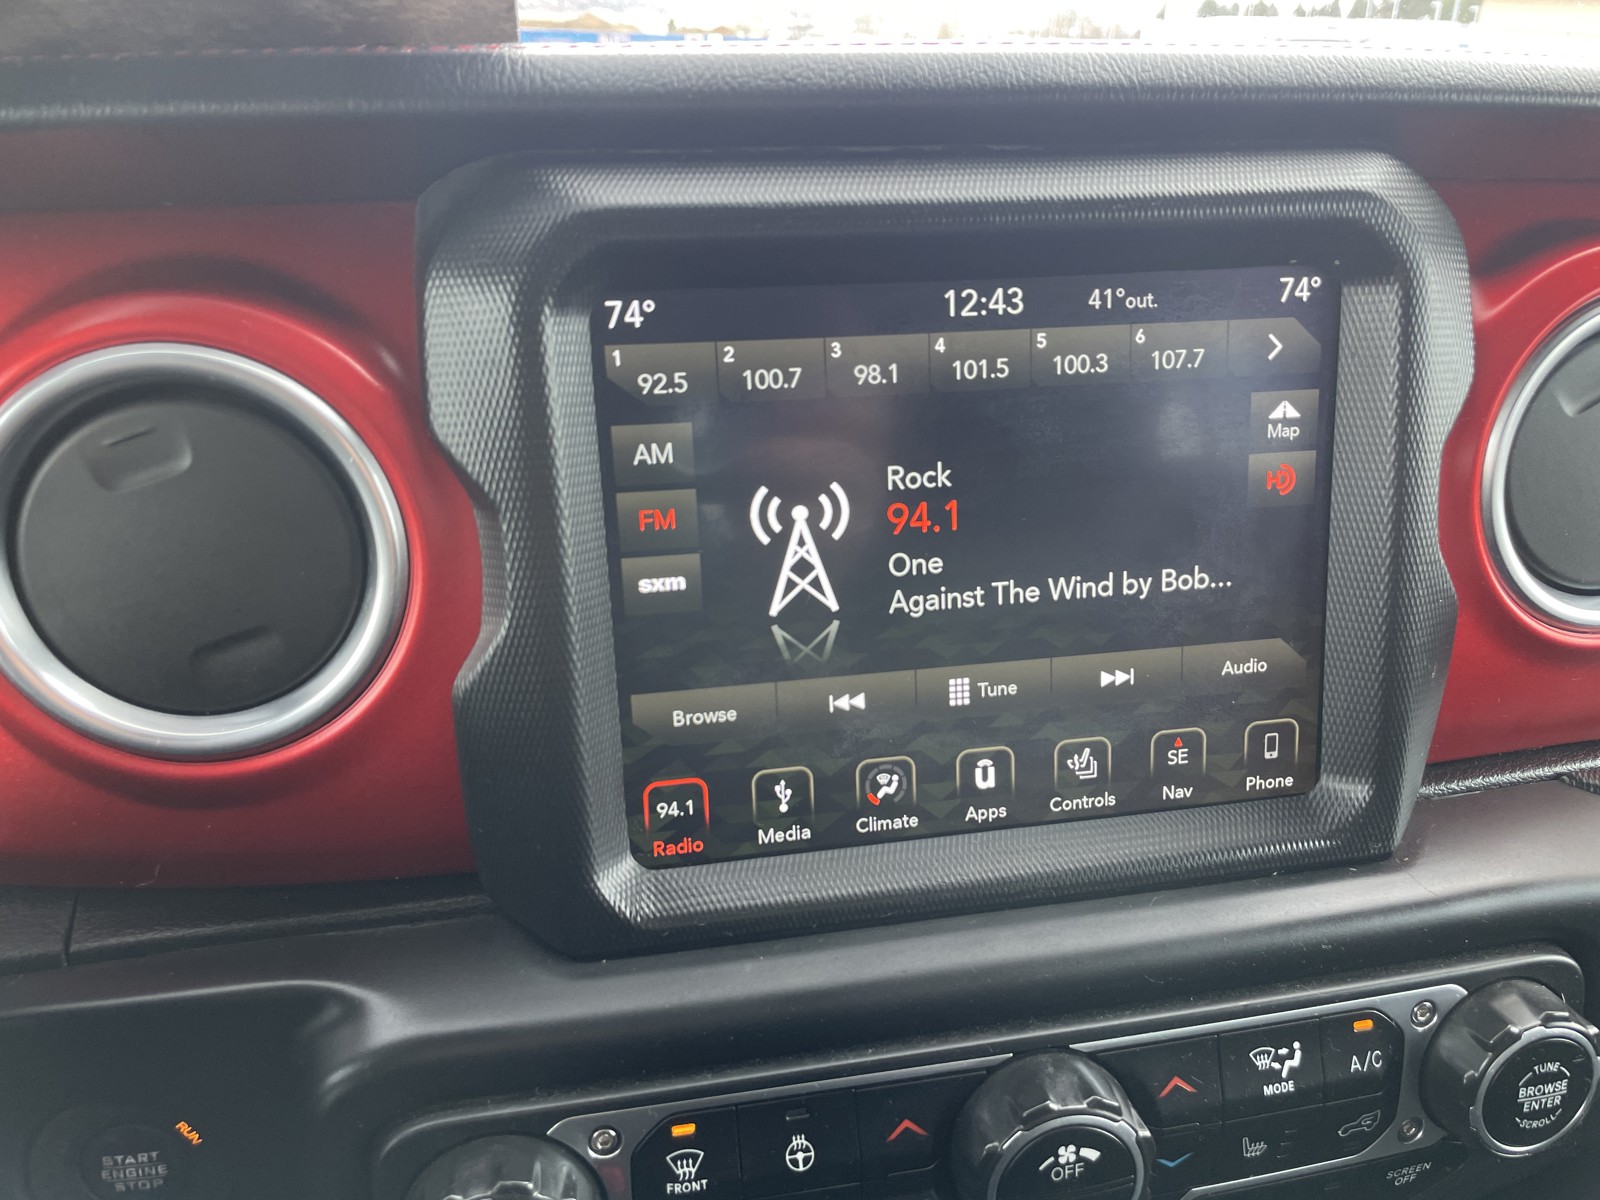 74° 12:43 41°out. 74°
1 92.5 2 100.7 3 98.1 4 101.5 5 100.3 6 107.7
Map
AM
Rock
HD
FM
94.1
One
sxm
Against The Wind by Bob...
Browse Tune Audio
94.1 SE
Radio Media Climate Apps Controls Nav Phone
RUN
START
ENGINE
STOP
FRONT
OFF
MODE
A/C
TUNE
BROWSE
ENTER
SCROLL
SCREEN
OFF